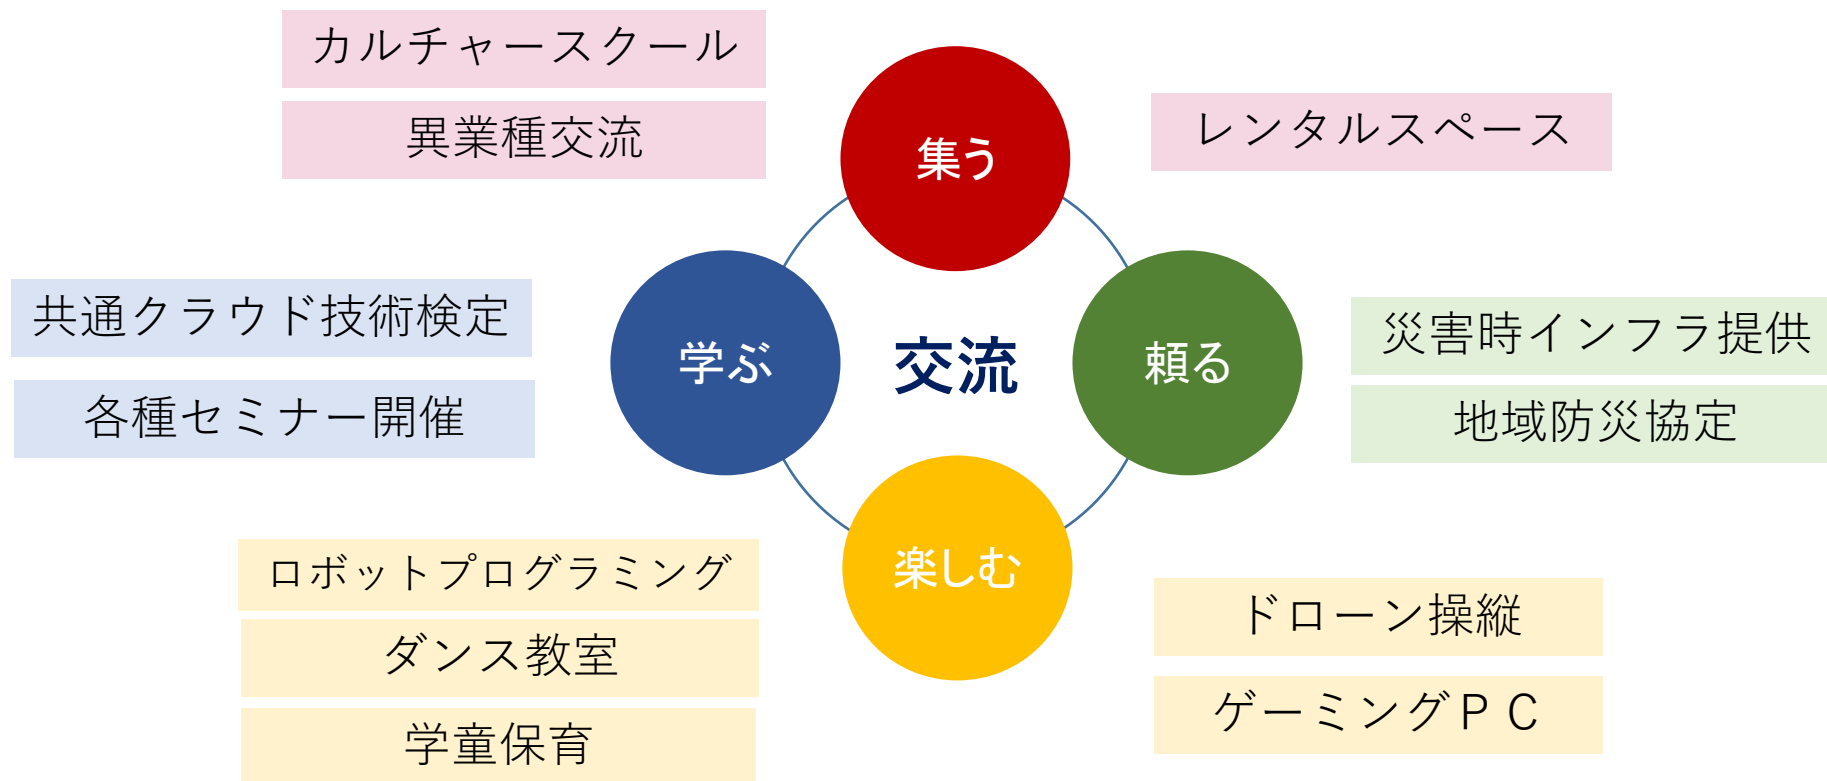 カルチャースクール
異業種交流
集う
レンタルスペース
共通クラウド技術検定
各種セミナー開催
学ぶ
交流
頼る
災害時インフラ提供
地域防災協定
楽しむ
ロボットプログラミング
ダンス教室
学童保育
ドローン操縦
ゲーミングＰＣ